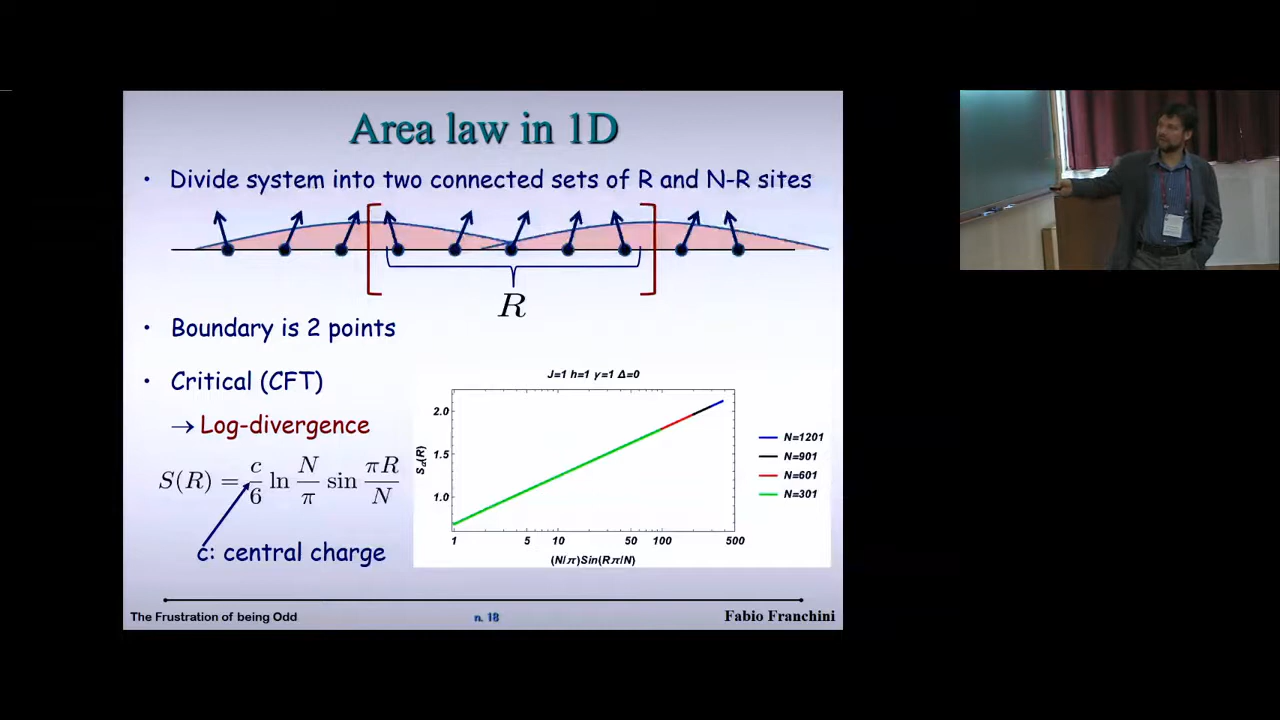 Area law in 1D
• Divide system into two connected sets of R and N-R sites
R
• Boundary is 2 points
• Critical (CFT)
→ Log-divergence
S(R) = c/6 ln N/π sin πR/N
c: central charge
J=1 h=1 γ=1 Δ=0
2.0
1.5
1.0
1 5 10 50 100 500
(N/π)Sin(Rπ/N)
N=1201
N=901
N=601
N=301
The Frustration of being Odd n. 18 Fabio Franchini